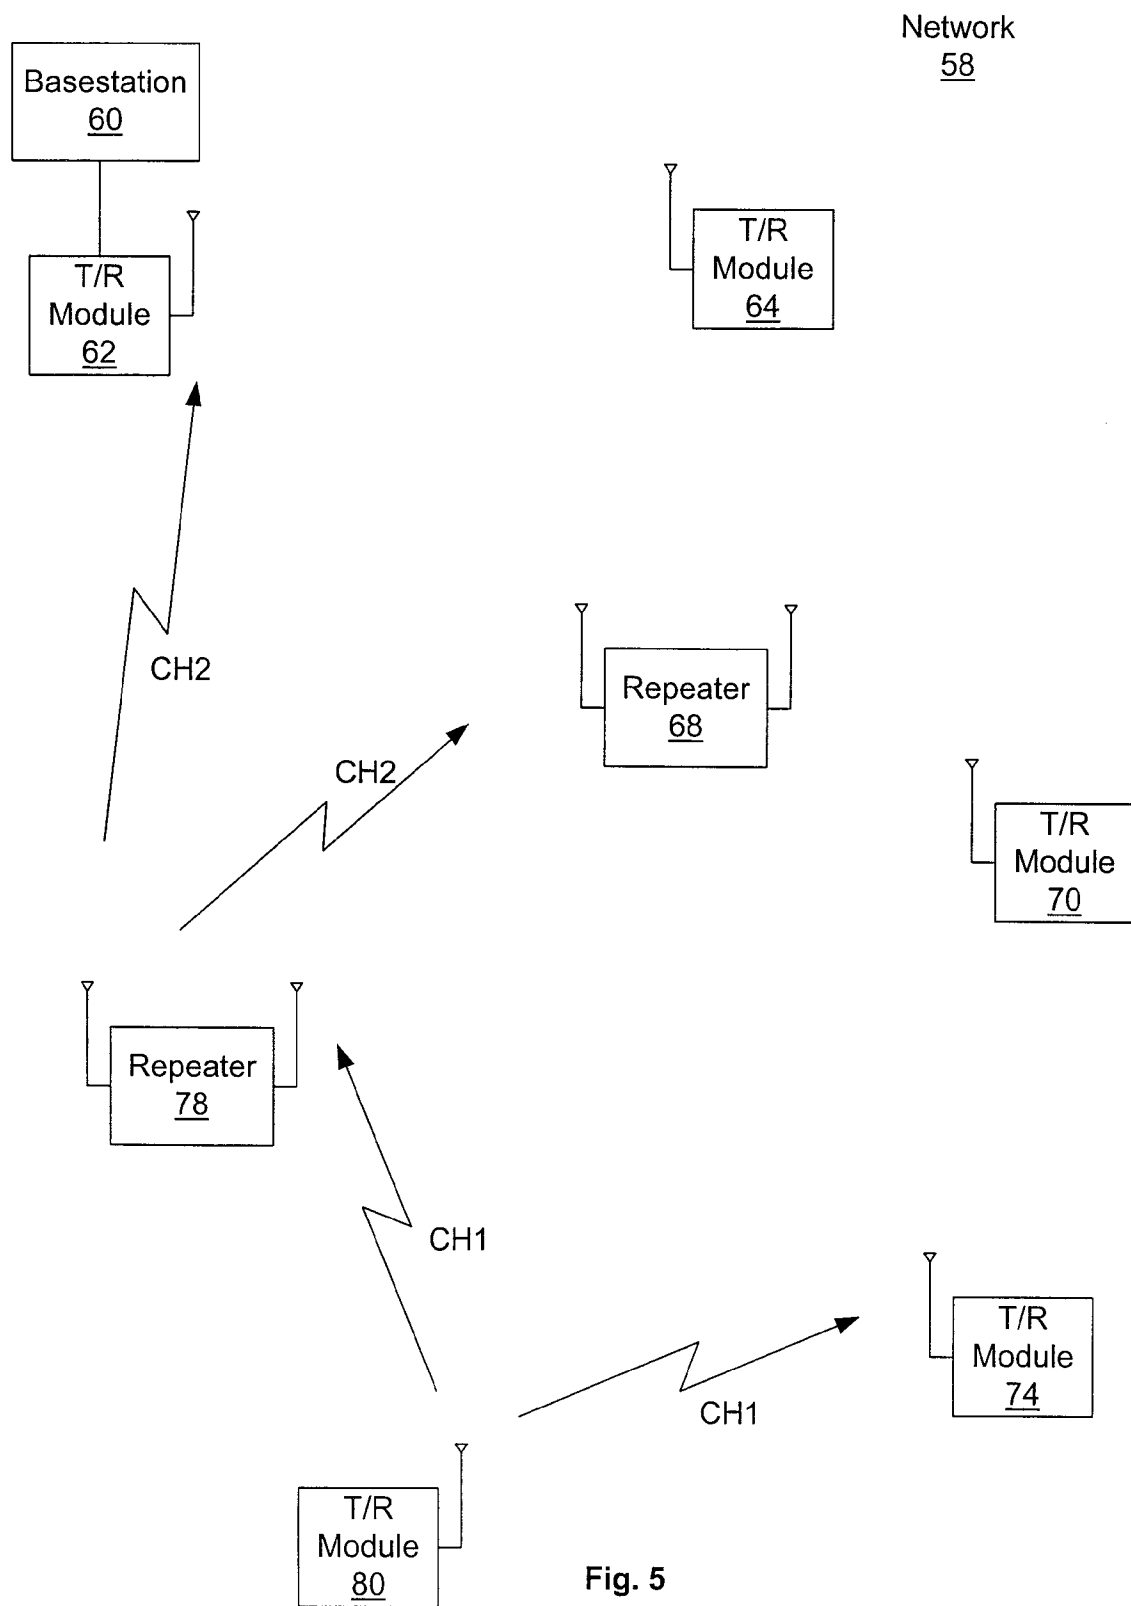 Network
58
Basestation
60
T/R
Module
62
T/R
Module
64
CH2
Repeater
68
CH2
T/R
Module
70
Repeater
78
CH1
T/R
Module
74
CH1
T/R
Module
80
Fig. 5